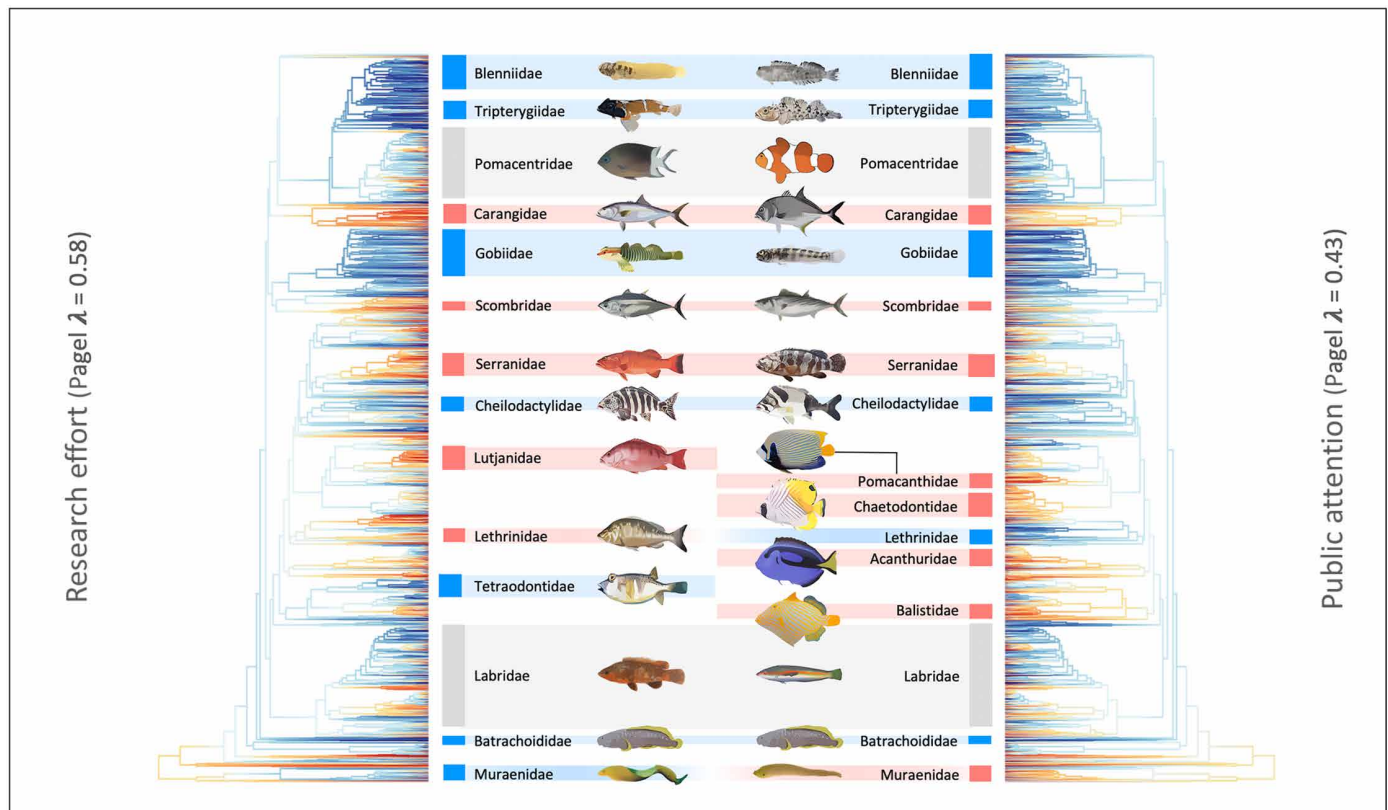 Research effort (Pagel λ = 0.58)
Blenniidae
Blenniidae
Tripterygiidae
Tripterygiidae
Pomacentridae
Pomacentridae
Carangidae
Carangidae
Gobiidae
Gobiidae
Scombridae
Scombridae
Serranidae
Serranidae
Cheilodactylidae
Cheilodactylidae
Lutjanidae
Pomacanthidae
Chaetodontidae
Lethrinidae
Lethrinidae
Acanthuridae
Tetraodontidae
Balistidae
Labridae
Labridae
Batrachoididae
Batrachoididae
Muraenidae
Muraenidae
Public attention (Pagel λ = 0.43)